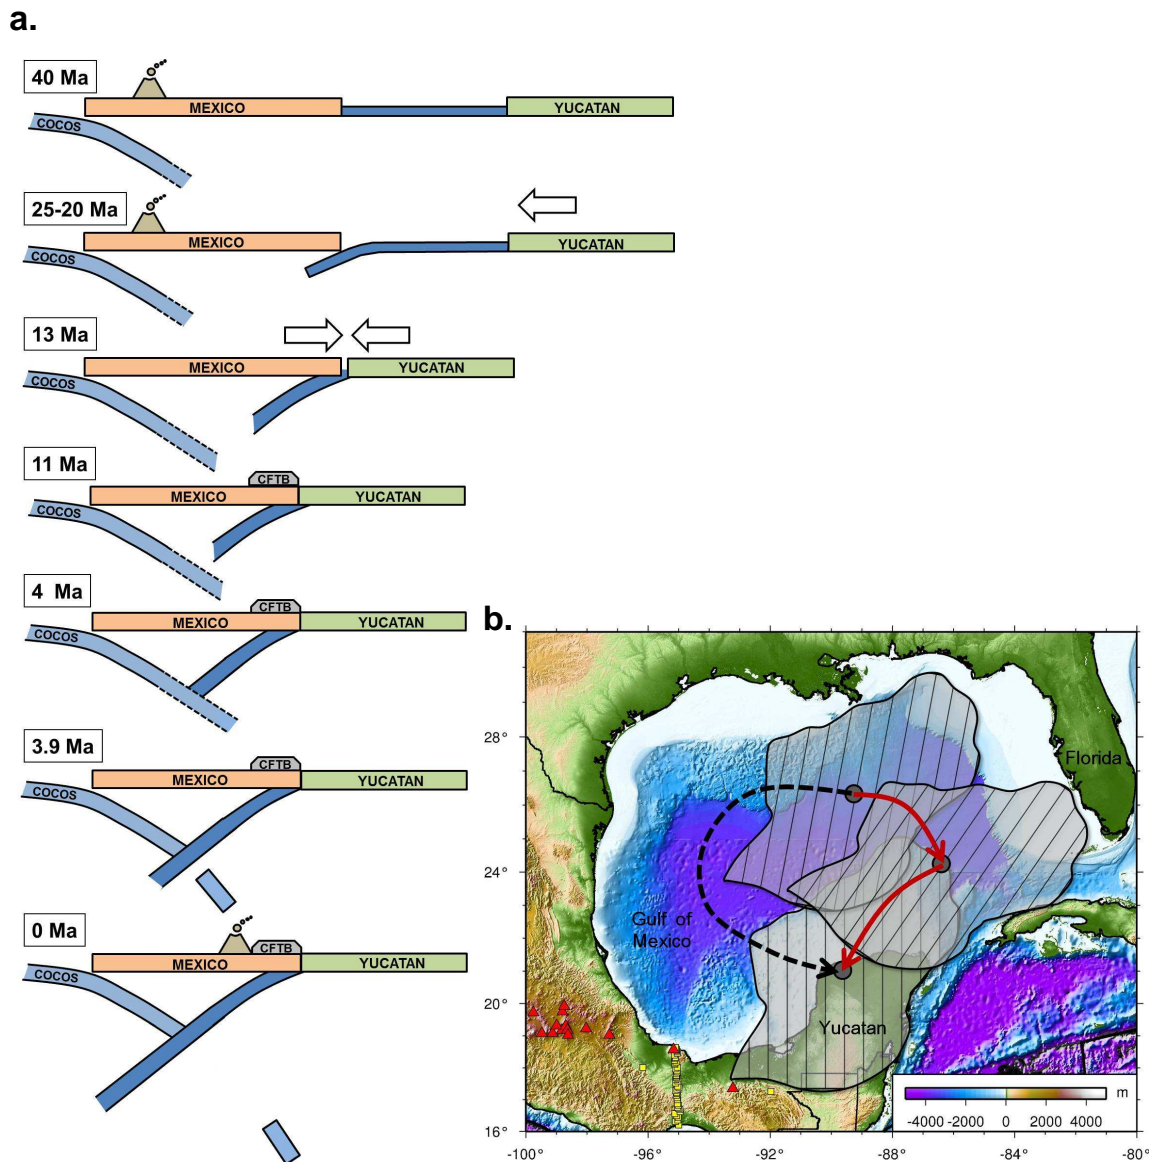 a.
40 Ma
COCOS
MEXICO
YUCATAN
25-20 Ma
COCOS
MEXICO
YUCATAN
13 Ma
COCOS
MEXICO
YUCATAN
11 Ma
COCOS
CFTB
MEXICO
YUCATAN
4 Ma
COCOS
CFTB
MEXICO
YUCATAN
3.9 Ma
COCOS
CFTB
MEXICO
YUCATAN
0 Ma
COCOS
CFTB
MEXICO
YUCATAN
b.
28°
24°
20°
16°
Florida
Gulf of
Mexico
Yucatan
m
-4000 -2000 0 2000 4000
-100° -96° -92° -88° -84° -80°